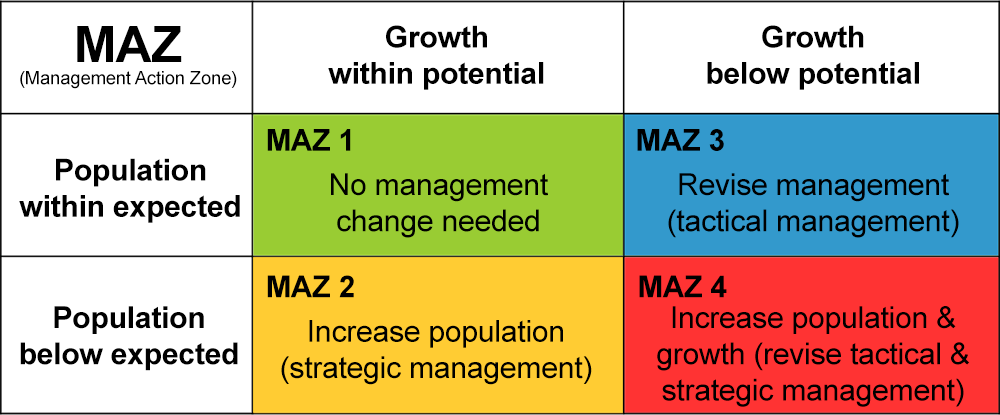 MAZ
(Management Action Zone)
Growth
within potential
Growth
below potential
Population
within expected
MAZ 1
No management
change needed
MAZ 3
Revise management
(tactical management)
Population
below expected
MAZ 2
Increase population
(strategic management)
MAZ 4
Increase population &
growth (revise tactical &
strategic management)